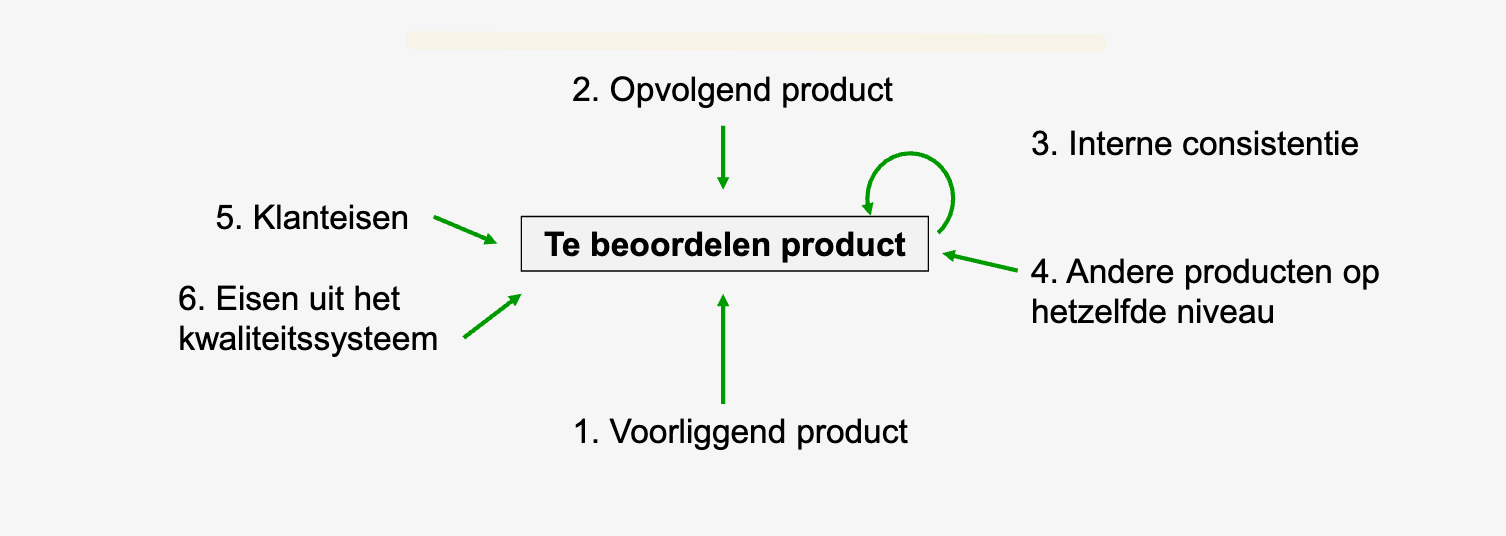 2. Opvolgend product
3. Interne consistentie
5. Klanteisen
Te beoordelen product
4. Andere producten op
hetzelfde niveau
6. Eisen uit het
kwaliteitssysteem
1. Voorliggend product